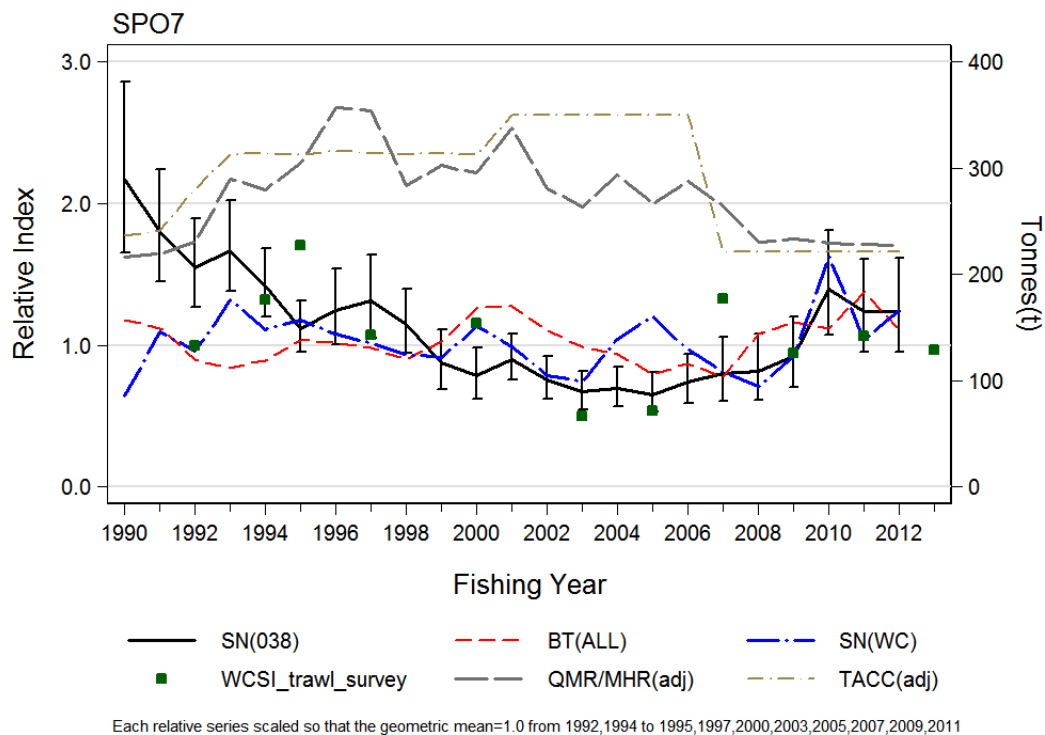 SPO7
3.0
2.0
1.0
0.0
400
300
200
100
0
Relative Index
Tonnes(t)
1990 1992 1994 1996 1998 2000 2002 2004 2006 2008 2010 2012
Fishing Year
SN(038) BT(ALL) SN(WC)
WCSI_trawl_survey QMR/MHR(adj) TACC(adj)
Each relative series scaled so that the geometric mean=1.0 from 1992,1994 to 1995,1997,2000,2003,2005,2007,2009,2011